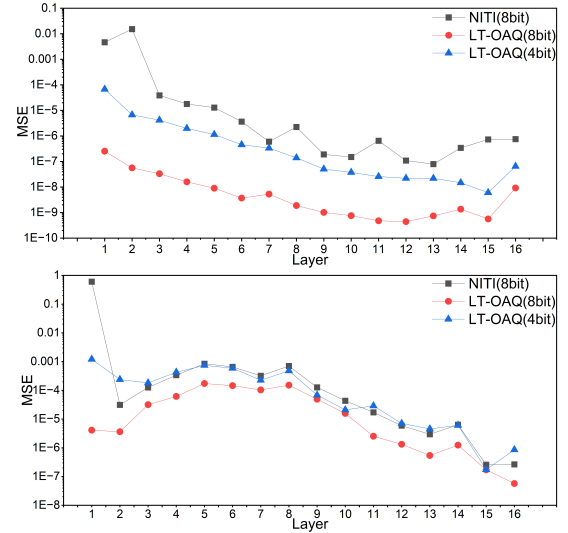 0.1
0.01
0.001
1E-4
1E-5
1E-6
1E-7
1E-8
1E-9
1E-10
MSE
NITI(8bit)
LT-OAQ(8bit)
LT-OAQ(4bit)
1 2 3 4 5 6 7 8 9 10 11 12 13 14 15 16
Layer
1
0.1
0.01
0.001
1E-4
1E-5
1E-6
1E-7
1E-8
MSE
NITI(8bit)
LT-OAQ(8bit)
LT-OAQ(4bit)
1 2 3 4 5 6 7 8 9 10 11 12 13 14 15 16
Layer